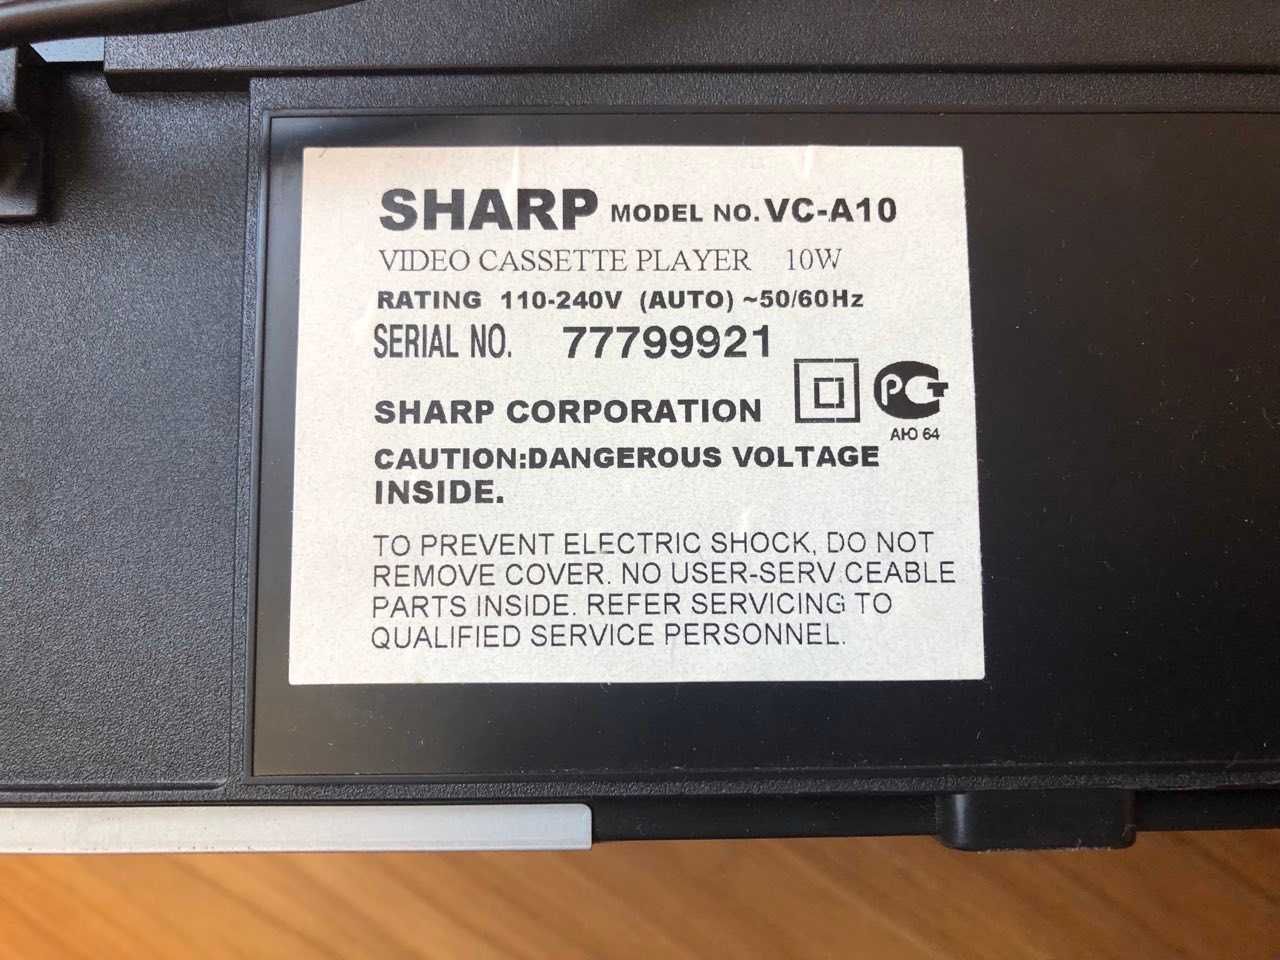 SHARP MODEL NO. VC-A10
VIDEO CASSETTE PLAYER 10W
RATING 110-240V (AUTO) ~50/60Hz
SERIAL NO. 77799921
РСТ
АЮ 64
SHARP CORPORATION
CAUTION:DANGEROUS VOLTAGE
INSIDE.
TO PREVENT ELECTRIC SHOCK, DO NOT
REMOVE COVER. NO USER-SERV CEABLE
PARTS INSIDE. REFER SERVICING TO
QUALIFIED SERVICE PERSONNEL.